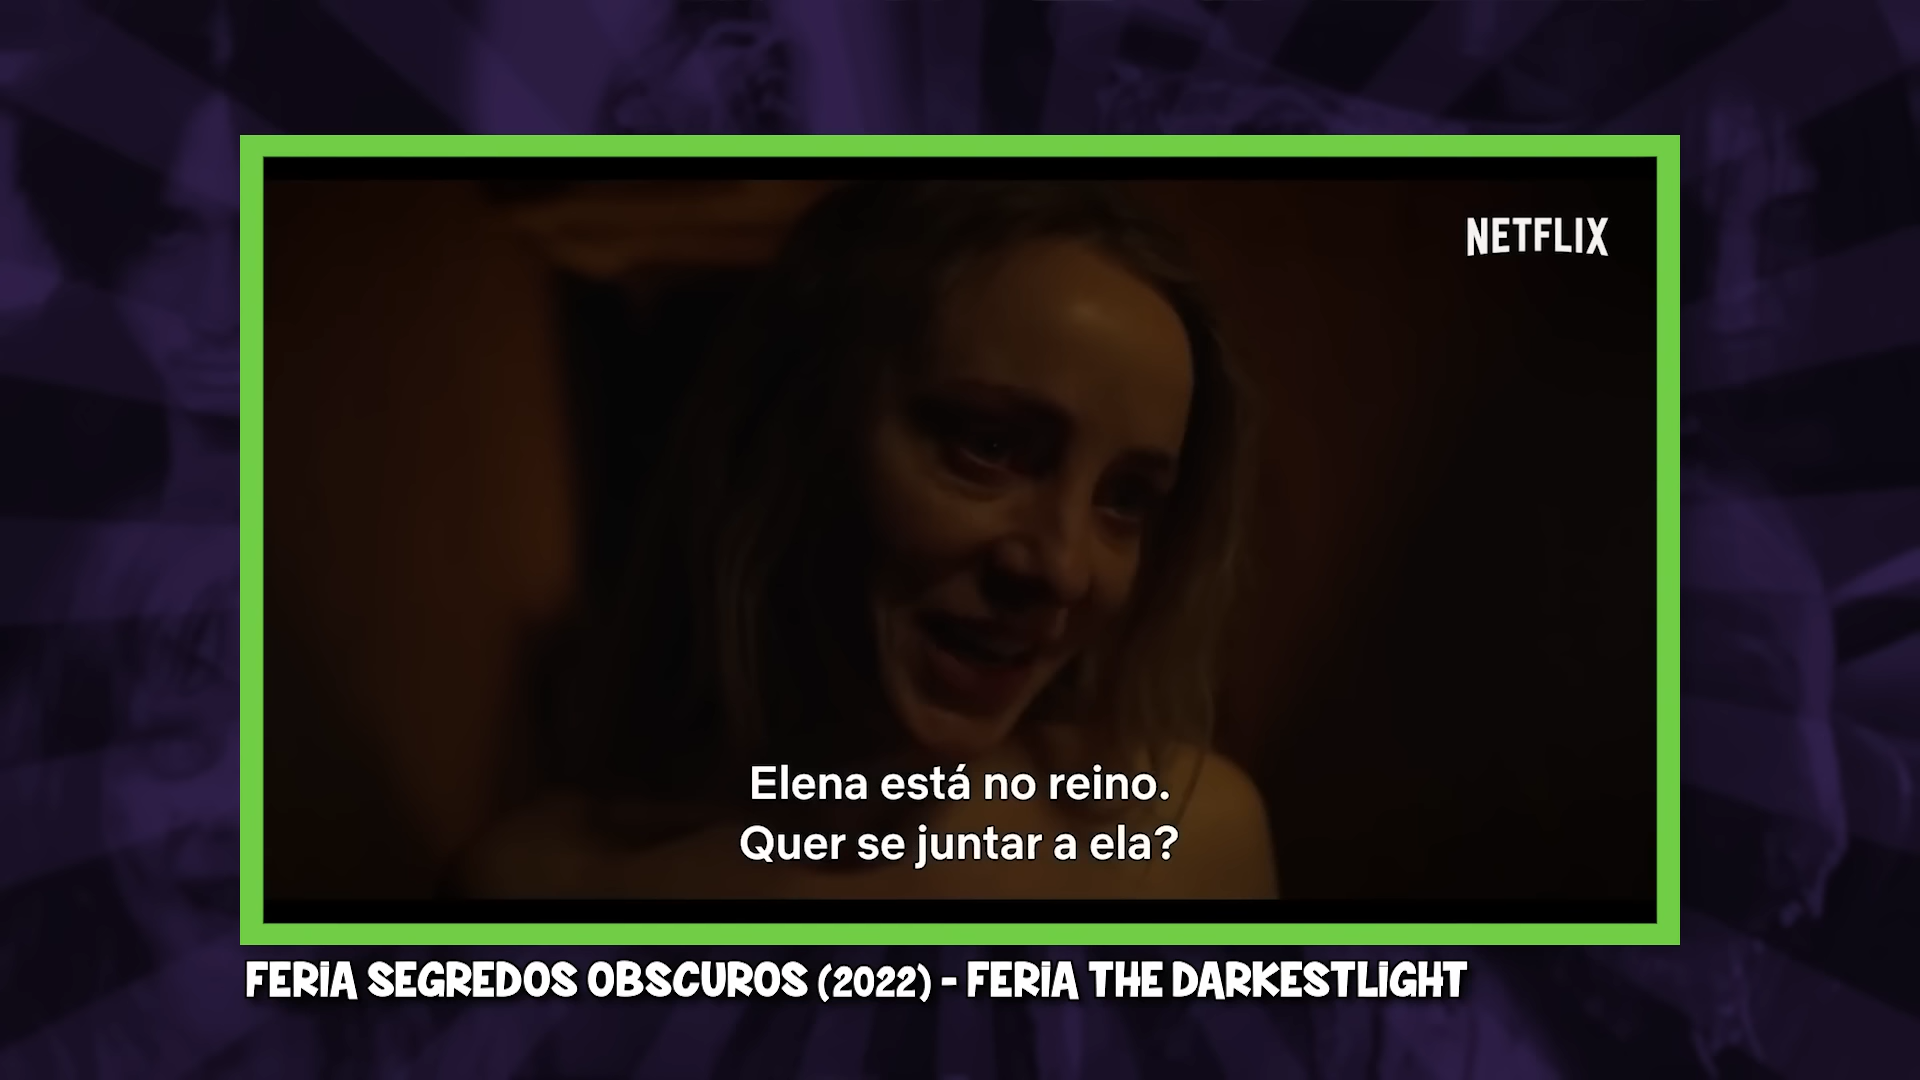 NETFLIX
Elena está no reino.
Quer se juntar a ela?
FERIA SEGREDOS OBSCUROS (2022) - FERIA THE DARKESTLIGHT